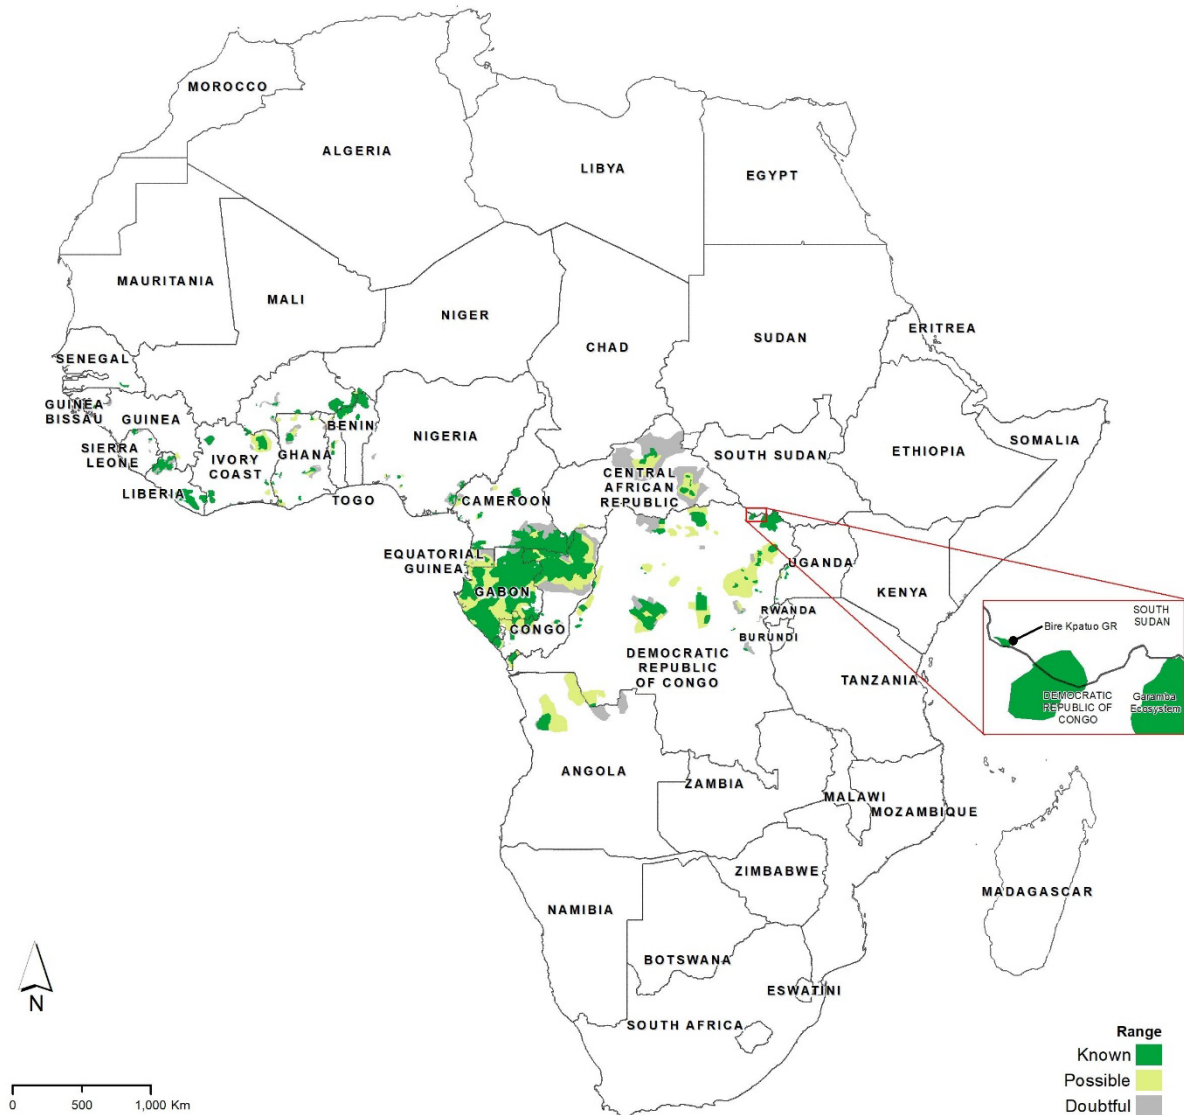 MOROCCO
ALGERIA
LIBYA
EGYPT
MAURITANIA
MALI
NIGER
CHAD
SUDAN
ERITREA
SENEGAL
GUINEA
BISSAU
GUINEA
SIERRA
LEONE
LIBERIA
IVORY
COAST
GHANA
BENIN
TOGO
NIGERIA
CAMEROON
CENTRAL
AFRICAN
REPUBLIC
SOUTH SUDAN
ETHIOPIA
SOMALIA
EQUATORIAL
GUINEA
GABON
CONGO
DEMOCRATIC
REPUBLIC
OF CONGO
UGANDA
KENYA
RWANDA
BURUNDI
TANZANIA
SOUTH
SUDAN
Bire Kpatuo GR
DEMOCRATIC
REPUBLIC OF
CONGO
Garamba
Ecosystem
ANGOLA
ZAMBIA
MALAWI
MOZAMBIQUE
ZIMBABWE
MADAGASCAR
NAMIBIA
BOTSWANA
ESWATINI
SOUTH AFRICA
N
0 500 1,000 Km
Range
Known
Possible
Doubtful